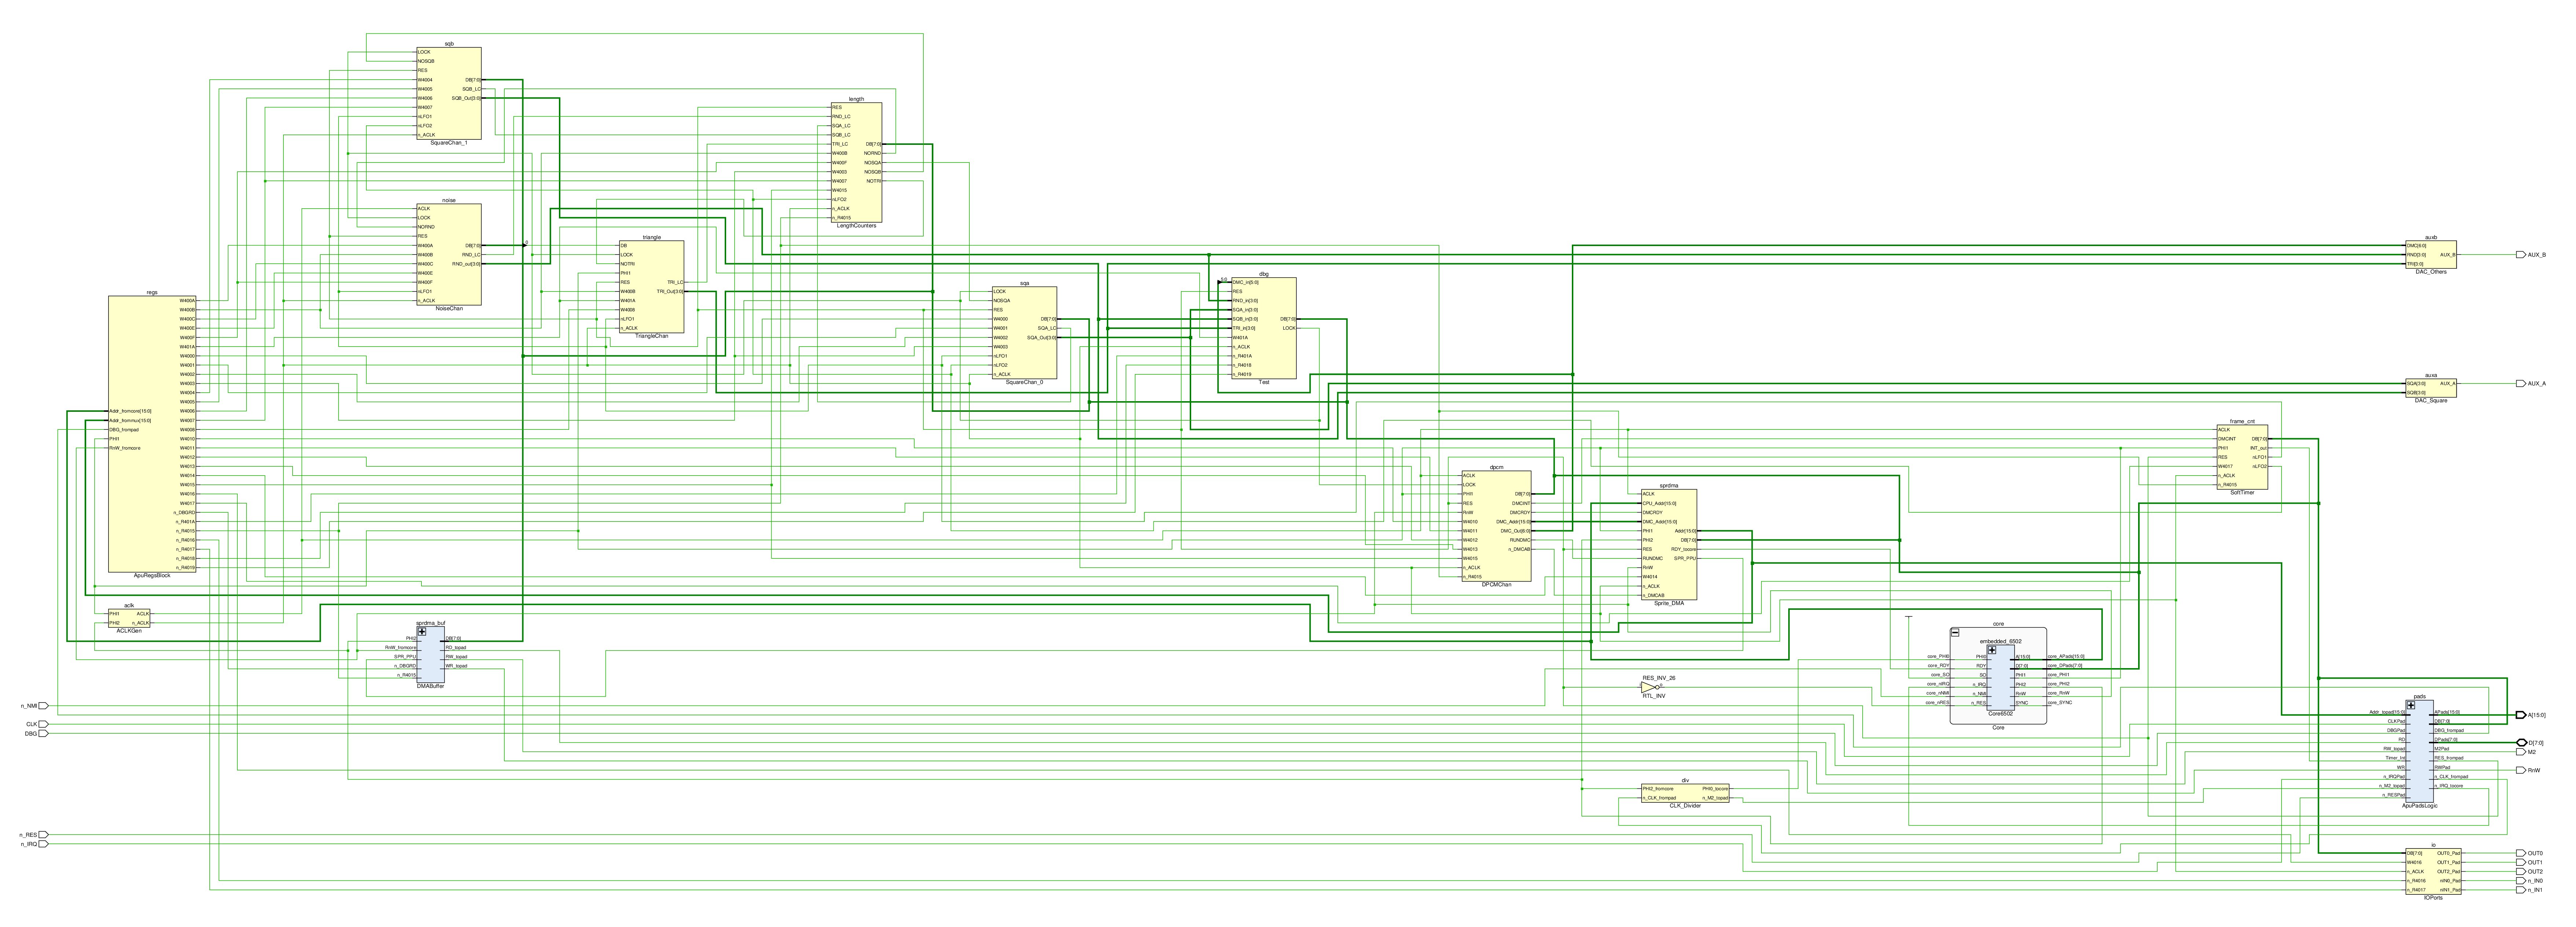 sqb
LOCK
NOSQB
RES
W4004
W4005
W4006
W4007
nLFO1
nLFO2
n_ACLK
DB[7:0]
SQB_LC
SQB_Out[3:0]
SquareChan_1
noise
ACLK
LOCK
NORND
RES
W400A
W400B
W400C
W400E
W400F
nLFO1
n_ACLK
DB[7:0]
RND_LC
RND_out[3:0]
NoiseChan
triangle
DB
LOCK
NOTRI
PHI1
RES
W400B
W401A
W4008
nLFO1
n_ACLK
TRI_LC
TRI_Out[3:0]
TriangleChan
length
RES
RND_LC
SQA_LC
SQB_LC
TRI_LC
W400B
W400F
W4003
W4007
W4015
nLFO2
n_ACLK
n_R4015
DB[7:0]
NORND
NOSQA
NOSQB
NOTRI
LengthCounters
sqa
LOCK
NOSQA
RES
W4000
W4001
W4002
W4003
nLFO1
nLFO2
n_ACLK
DB[7:0]
SQA_LC
SQA_Out[3:0]
SquareChan_0
dbg
DMC_in[6:0]
RES
RND_in[3:0]
SQA_in[3:0]
SQB_in[3:0]
TRI_in[3:0]
W401A
n_ACLK
n_R401A
n_R4018
n_R4019
DB[7:0]
LOCK
Test
auxb
DMC[6:0]
RND[3:0]
TRI[3:0]
AUX_B
DAC_Others
AUX_B
auxa
SQA[3:0]
SQB[3:0]
AUX_A
DAC_Square
AUX_A
regs
Addr_fromcore[15:0]
Addr_frommux[15:0]
DBG_frompad
PHI1
RnW_fromcore
W400A
W400B
W400C
W400E
W400F
W401A
W4000
W4001
W4002
W4003
W4004
W4005
W4006
W4007
W4008
W4010
W4011
W4012
W4013
W4014
W4015
W4016
W4017
n_DBGRD
n_R401A
n_R4015
n_R4016
n_R4017
n_R4018
n_R4019
ApuRegsBlock
aclk
PHI1
PHI2
ACLK
n_ACLK
ACLKGen
sprdma_buf
PHI2
RnW_fromcore
SPR_PPU
n_DBGRD
n_R4015
DB[7:0]
RD_topad
RW_topad
WR_topad
DMABuffer
dpcm
ACLK
LOCK
PHI1
RES
RnW
W4010
W4011
W4012
W4013
W4015
n_ACLK
n_R4015
DB[7:0]
DMCINT
DMCRDY
DMC_Addr[15:0]
DMC_Out[6:0]
RUNDMC
n_DMCAB
DPCMChan
sprdma
ACLK
CPU_Addr[15:0]
DMCRDY
DMC_Addr[15:0]
PHI1
PHI2
RES
RUNDMC
RnW
W4014
n_ACLK
n_DMCAB
Addr[15:0]
DB[7:0]
RDY_tocore
SPR_PPU
Sprite_DMA
frame_cnt
ACLK
DMCINT
PHI1
RES
W4017
n_ACLK
n_R4015
DB[7:0]
INT_out
nLFO1
nLFO2
SoftTimer
RES_INV_26
RTL_INV
core
core_PHI0
core_RDY
core_SO
core_nIRQ
core_nNMI
core_nRES
embedded_6502
PHI0
RDY
SO
n_IRQ
n_NMI
n_RES
A[15:0]
D[7:0]
PHI1
PHI2
RnW
SYNC
Core6502
core_APads[15:0]
core_DPads[7:0]
core_PHI1
core_PHI2
core_RnW
core_SYNC
Core
div
PHI2_fromcore
n_CLK_frompad
PHI0_tocore
n_M2_topad
CLK_Divider
pads
Addr_topad[15:0]
CLKPad
DBGPad
RD
RW_topad
Timer_Int
WR
n_IRQPad
n_M2_topad
n_RESPad
APads[15:0]
DB[7:0]
DBG_frompad
DPads[7:0]
M2Pad
RES_frompad
RWPad
n_CLK_frompad
n_IRQ_tocore
ApuPadsLogic
io
DB[7:0]
W4016
n_ACLK
n_R4016
n_R4017
OUT0_Pad
OUT1_Pad
OUT2_Pad
nIN0_Pad
nIN1_Pad
IOPorts
n_NMI
CLK
DBG
n_RES
n_IRQ
A[15:0]
D[7:0]
M2
RnW
OUT0
OUT1
OUT2
n_IN0
n_IN1